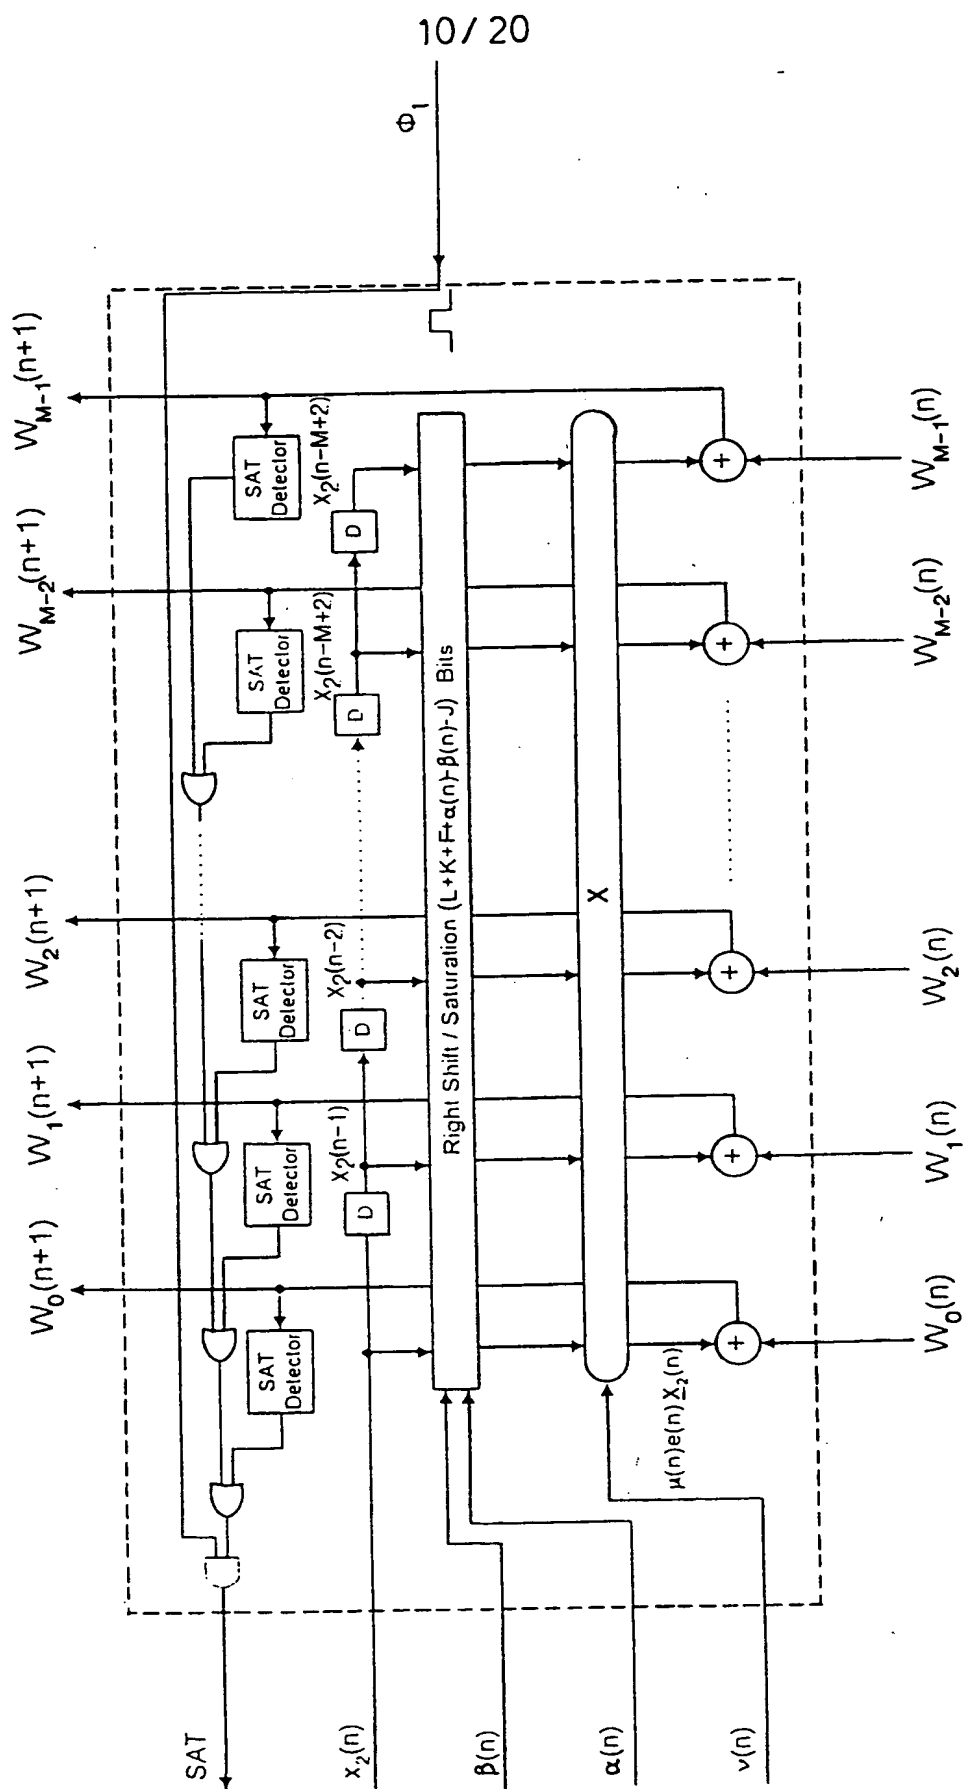 10/20
Φ1
WM-1(n+1)
WM-2(n+1)
W2(n+1)
W1(n+1)
W0(n+1)
SAT
Detector
SAT
Detector
SAT
Detector
SAT
Detector
SAT
Detector
X2(n-M+2)
X2(n-M+2)
X2(n-2)
X2(n-1)
D
D
D
D
Right Shift / Saturation (L+K+F+α(n)-β(n)-J) Bits
X
μ(n)e(n)X2(n)
+
+
+
+
+
WM-1(n)
WM-2(n)
W2(n)
W1(n)
W0(n)
SAT
x2(n)
β(n)
α(n)
ν(n)